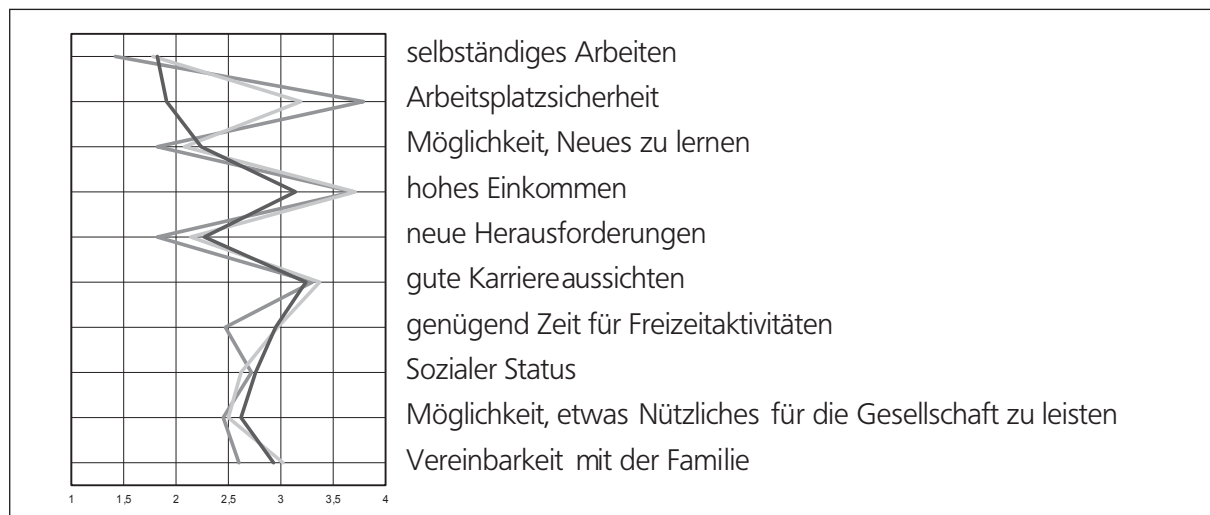 selbständiges Arbeiten
Arbeitsplatzsicherheit
Möglichkeit, Neues zu lernen
hohes Einkommen
neue Herausforderungen
gute Karriereaussichten
genügend Zeit für Freizeitaktivitäten
Sozialer Status
Möglichkeit, etwas Nützliches für die Gesellschaft zu leisten
Vereinbarkeit mit der Familie
1 1,5 2 2,5 3 3,5 4